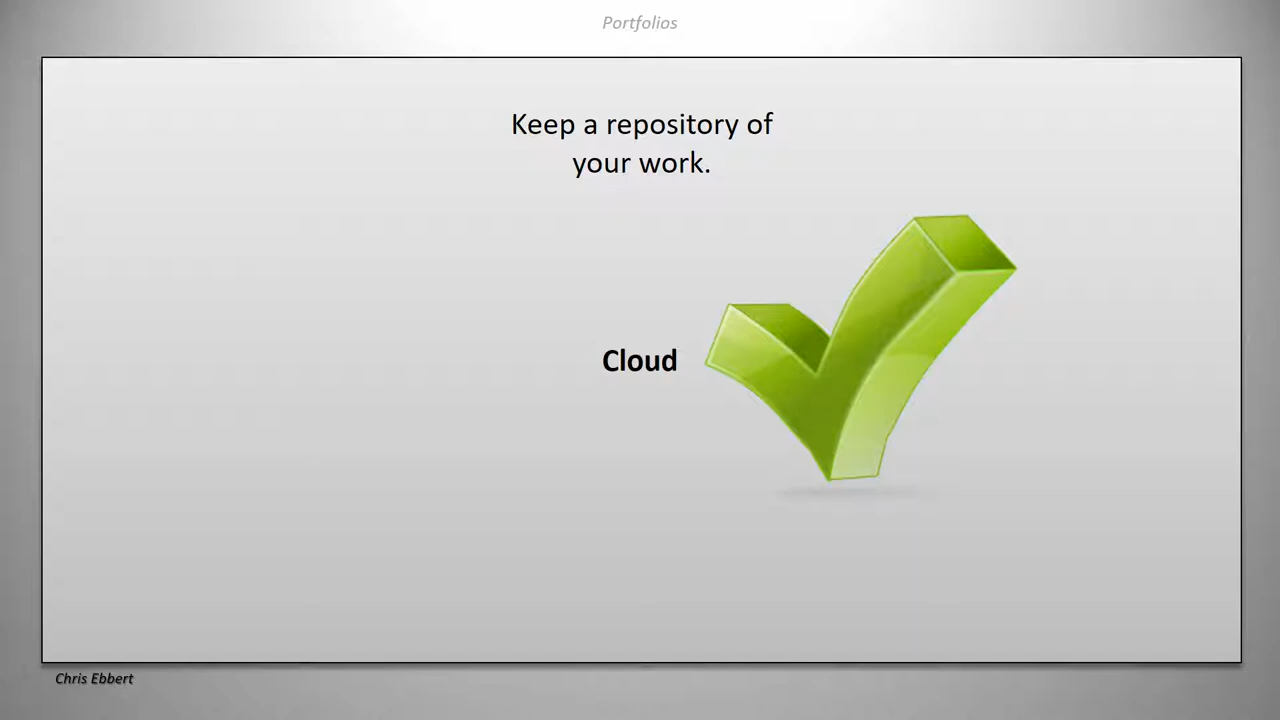 Portfolios
Keep a repository of
your work.
Cloud
Chris Ebbert